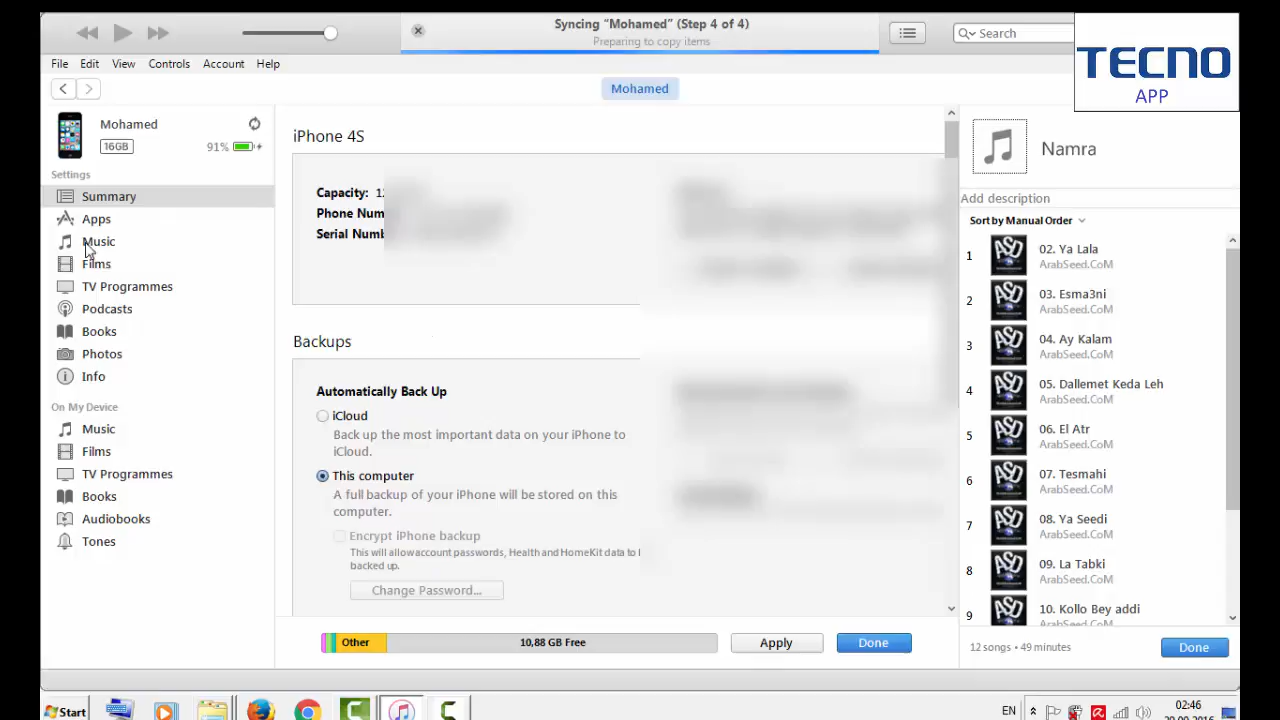 Syncing “Mohamed” (Step 4 of 4)
Preparing to copy items
Search
TECNO
APP
File Edit View Controls Account Help
Mohamed
Mohamed
16GB
91%
Settings
Summary
Apps
Music
Films
TV Programmes
Podcasts
Books
Photos
Info
On My Device
Music
Films
TV Programmes
Books
Audiobooks
Tones
iPhone 4S
Capacity:
Phone Num
Serial Numb
Backups
Automatically Back Up
iCloud
Back up the most important data on your iPhone to
iCloud.
This computer
A full backup of your iPhone will be stored on this
computer.
Encrypt iPhone backup
This will allow account passwords, Health and HomeKit data to
backed up.
Change Password...
Other
10,88 GB Free
Apply
Done
Namra
Add description
Sort by Manual Order
1
02. Ya Lala
ArabSeed.CoM
2
03. Esma3ni
ArabSeed.CoM
3
04. Ay Kalam
ArabSeed.CoM
4
05. Dallemet Keda Leh
ArabSeed.CoM
5
06. El Atr
ArabSeed.CoM
6
07. Tesmahi
ArabSeed.CoM
7
08. Ya Seedi
ArabSeed.CoM
8
09. La Tabki
ArabSeed.CoM
9
10. Kollo Bey addi
ArabSeed.CoM
12 songs • 49 minutes
Done
Start
EN
02:46